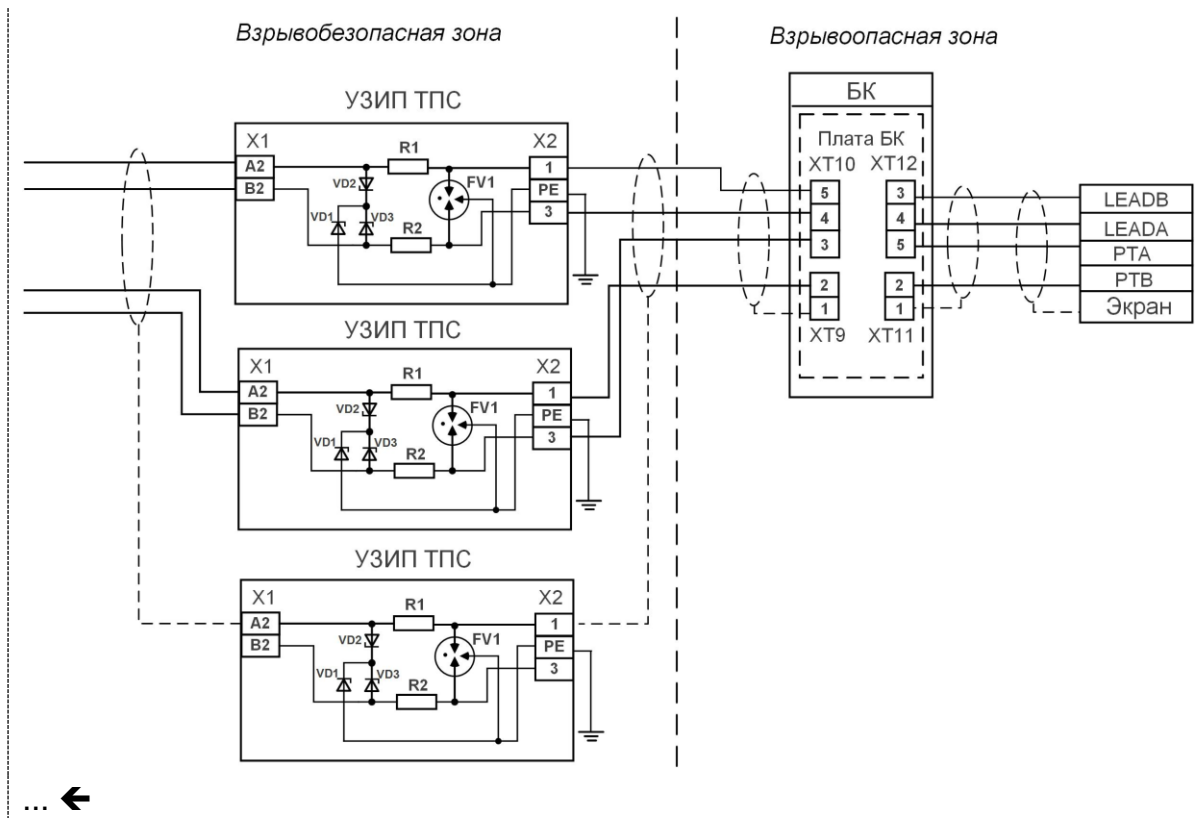 Взрывобезопасная зона
Взрывоопасная зона
УЗИП ТПС
X1
X2
A2
B2
R1
VD2
FV1
VD1
VD3
R2
1
PE
3
УЗИП ТПС
X1
X2
A2
B2
R1
VD2
FV1
VD1
VD3
R2
1
PE
3
УЗИП ТПС
X1
X2
A2
B2
R1
VD2
FV1
VD1
VD3
R2
1
PE
3
БК
Плата БК
XT10 XT12
5
4
3
2
1
3
4
5
2
1
XT9 XT11
LEADB
LEADA
PTA
PTB
Экран
... 🡸